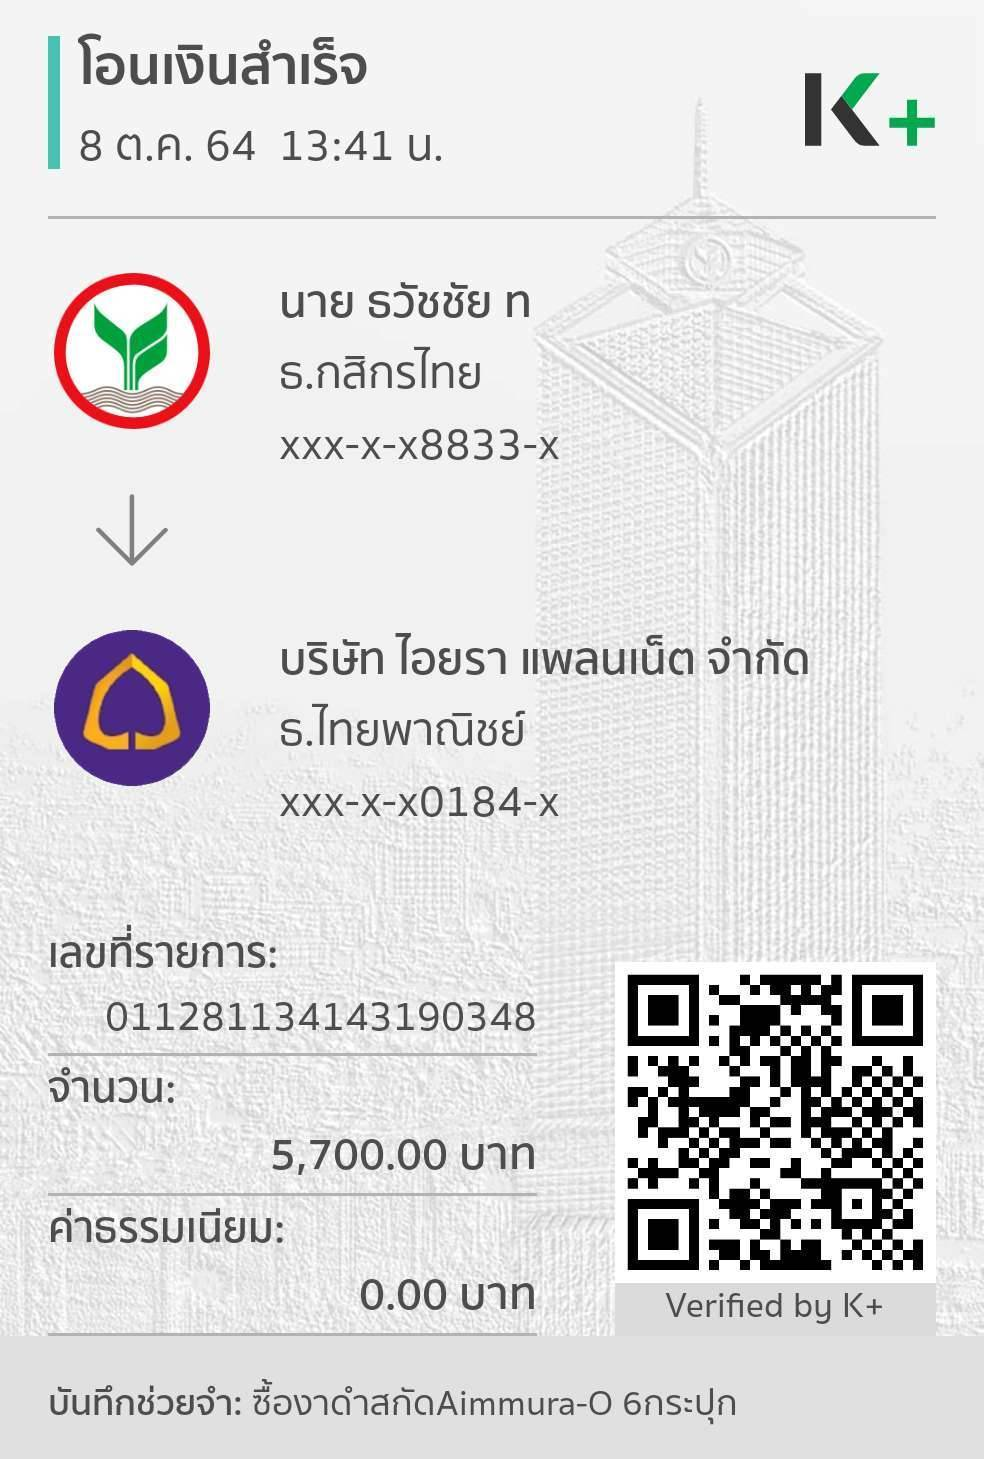 โอนเงินสำเร็จ
8 ต.ค. 64 13:41 น.
K+
นาย ธวัชชัย ท
ธ.กสิกรไทย
xxx-x-x8833-x
บริษัท ไอยรา แพลนเน็ต จำกัด
ธ.ไทยพาณิชย์
xxx-x-x0184-x
เลขที่รายการ:
011281134143190348
จำนวน:
5,700.00 บาท
ค่าธรรมเนียม:
0.00 บาท
Verified by K+
บันทึกช่วยจำ: ซื้องาดำสกัดAimmura-O 6กระปุก